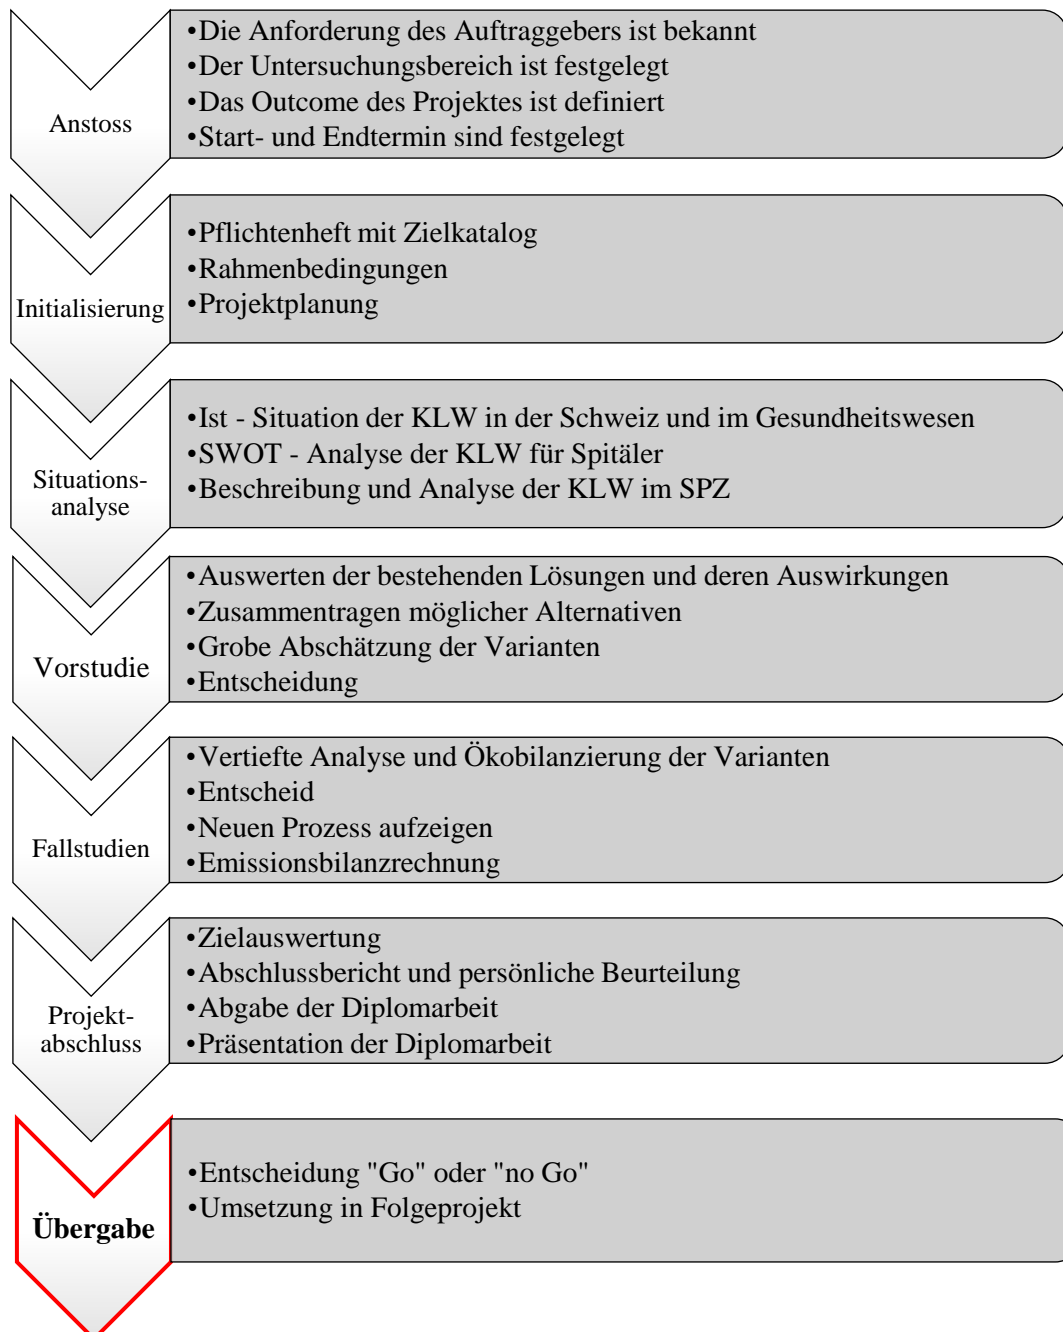 Anstoss
•Die Anforderung des Auftraggebers ist bekannt
•Der Untersuchungsbereich ist festgelegt
•Das Outcome des Projektes ist definiert
•Start- und Endtermin sind festgelegt
Initialisierung
•Pflichtenheft mit Zielkatalog
•Rahmenbedingungen
•Projektplanung
Situations-
analyse
•Ist - Situation der KLW in der Schweiz und im Gesundheitswesen
•SWOT - Analyse der KLW für Spitäler
•Beschreibung und Analyse der KLW im SPZ
Vorstudie
•Auswerten der bestehenden Lösungen und deren Auswirkungen
•Zusammentragen möglicher Alternativen
•Grobe Abschätzung der Varianten
•Entscheidung
Fallstudien
•Vertiefte Analyse und Ökobilanzierung der Varianten
•Entscheid
•Neuen Prozess aufzeigen
•Emissionsbilanzrechnung
Projekt-
abschluss
•Zielauswertung
•Abschlussbericht und persönliche Beurteilung
•Abgabe der Diplomarbeit
•Präsentation der Diplomarbeit
Übergabe
•Entscheidung "Go" oder "no Go"
•Umsetzung in Folgeprojekt